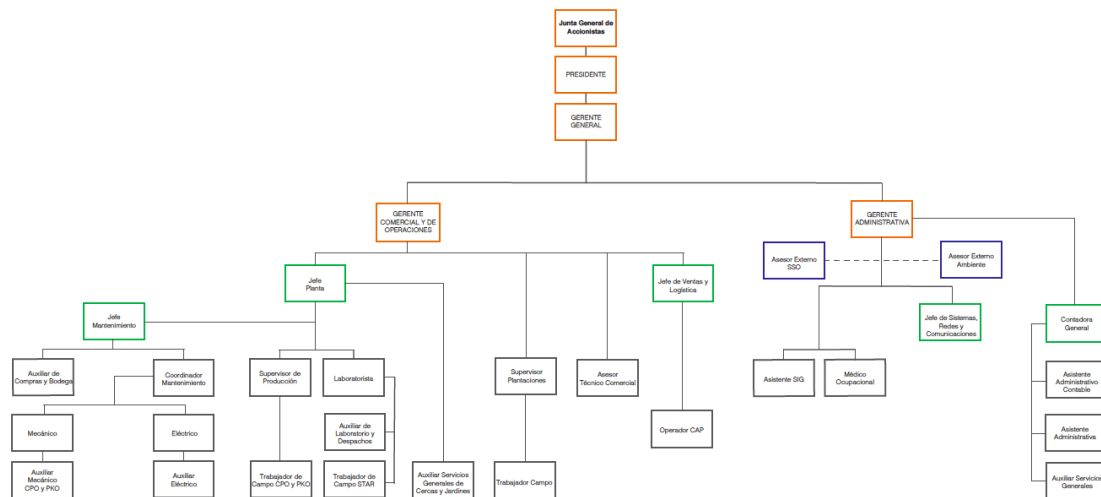 Junta General de
Accionistas
PRESIDENTE
GERENTE
GENERAL
GERENTE
COMERCIAL Y DE
OPERACIONES
GERENTE
ADMINISTRATIVA
Asesor Externo
SSO
Asesor Externo
Ambiente
Jefe
Planta
Jefe de Ventas y
Logística
Jefe
Mantenimiento
Jefe de Sistemas,
Redes y
Comunicaciones
Contadora
General
Auxiliar de
Compras y Bodega
Coordinador
Mantenimiento
Supervisor de
Producción
Laboratorista
Supervisor
Plantaciones
Asesor
Técnico Comercial
Asistente SIG
Médico
Ocupacional
Asistente
Administrativo
Contable
Mecánico
Eléctrico
Auxiliar de
Laboratorio y
Despachos
Operador CAP
Asistente
Administrativa
Auxiliar
Mecánico
CPO y PKO
Auxiliar
Eléctrico
Trabajador de
Campo CPO y PKO
Trabajador de
Campo STAR
Auxiliar Servicios
Generales de
Cercas y Jardines
Trabajador Campo
Auxiliar Servicios
Generales